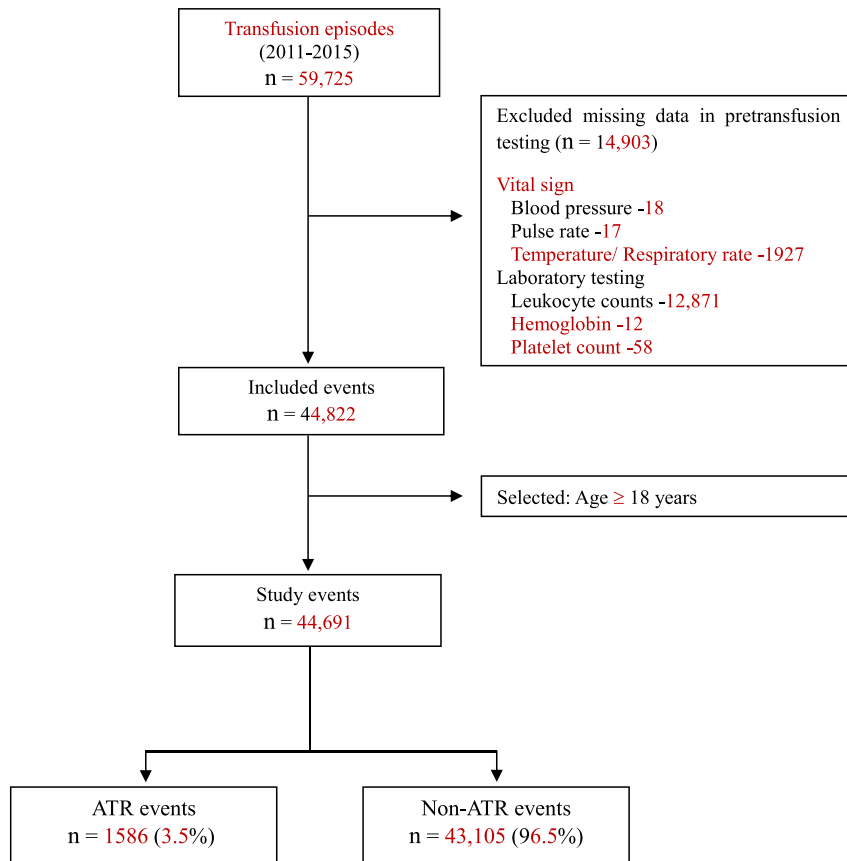 Transfusion episodes
(2011-2015)
n = 59,725
Excluded missing data in pretransfusion
testing (n = 14,903)
Vital sign
Blood pressure -18
Pulse rate -17
Temperature/ Respiratory rate -1927
Laboratory testing
Leukocyte counts -12,871
Hemoglobin -12
Platelet count -58
Included events
n = 44,822
Selected: Age ≥ 18 years
Study events
n = 44,691
ATR events
n = 1586 (3.5%)
Non-ATR events
n = 43,105 (96.5%)